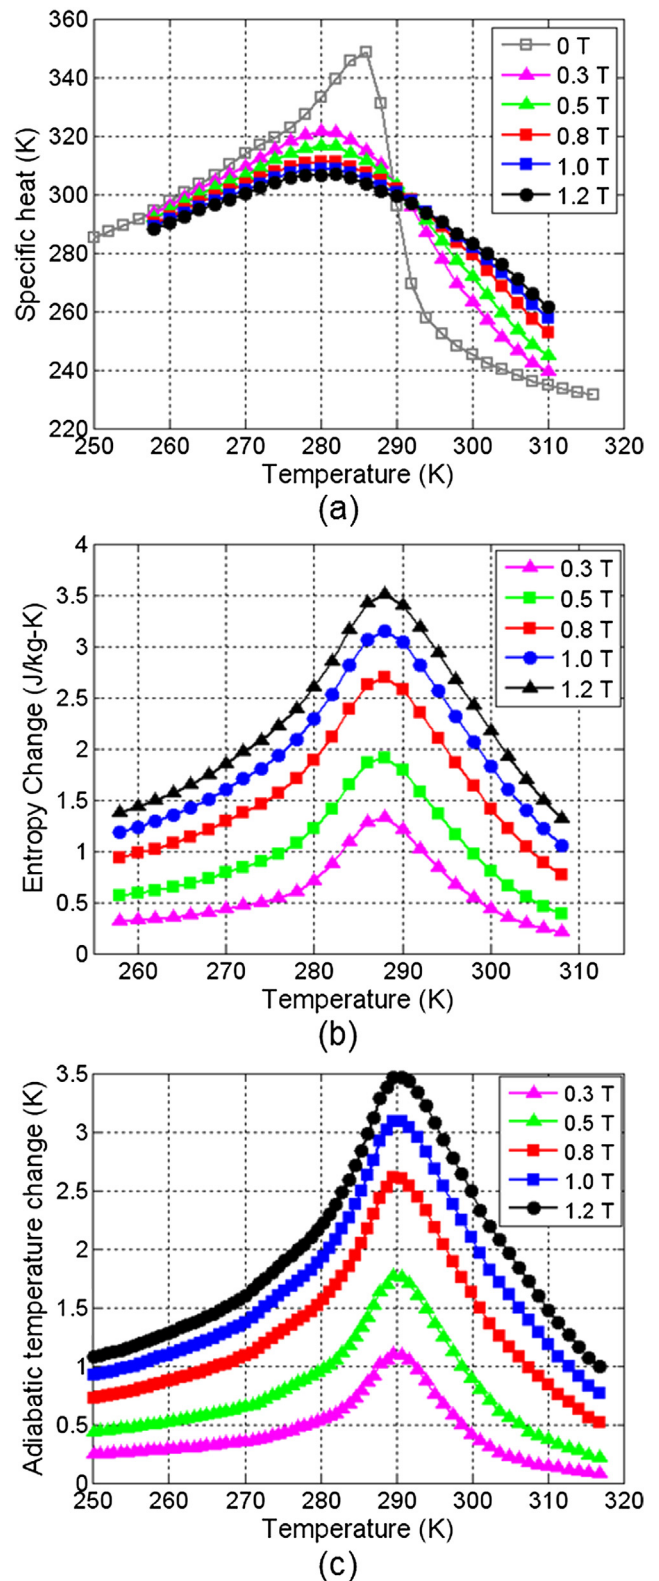 360
340
320
300
280
260
240
220
Specific heat (K)
0 T
0.3 T
0.5 T
0.8 T
1.0 T
1.2 T
250 260 270 280 290 300 310 320
Temperature (K)
(a)
4
3.5
3
2.5
2
1.5
1
0.5
0
Entropy Change (J/kg-K)
0.3 T
0.5 T
0.8 T
1.0 T
1.2 T
260 270 280 290 300 310
Temperature (K)
(b)
3.5
3
2.5
2
1.5
1
0.5
0
Adiabatic temperature change (K)
0.3 T
0.5 T
0.8 T
1.0 T
1.2 T
250 260 270 280 290 300 310 320
Temperature (K)
(c)